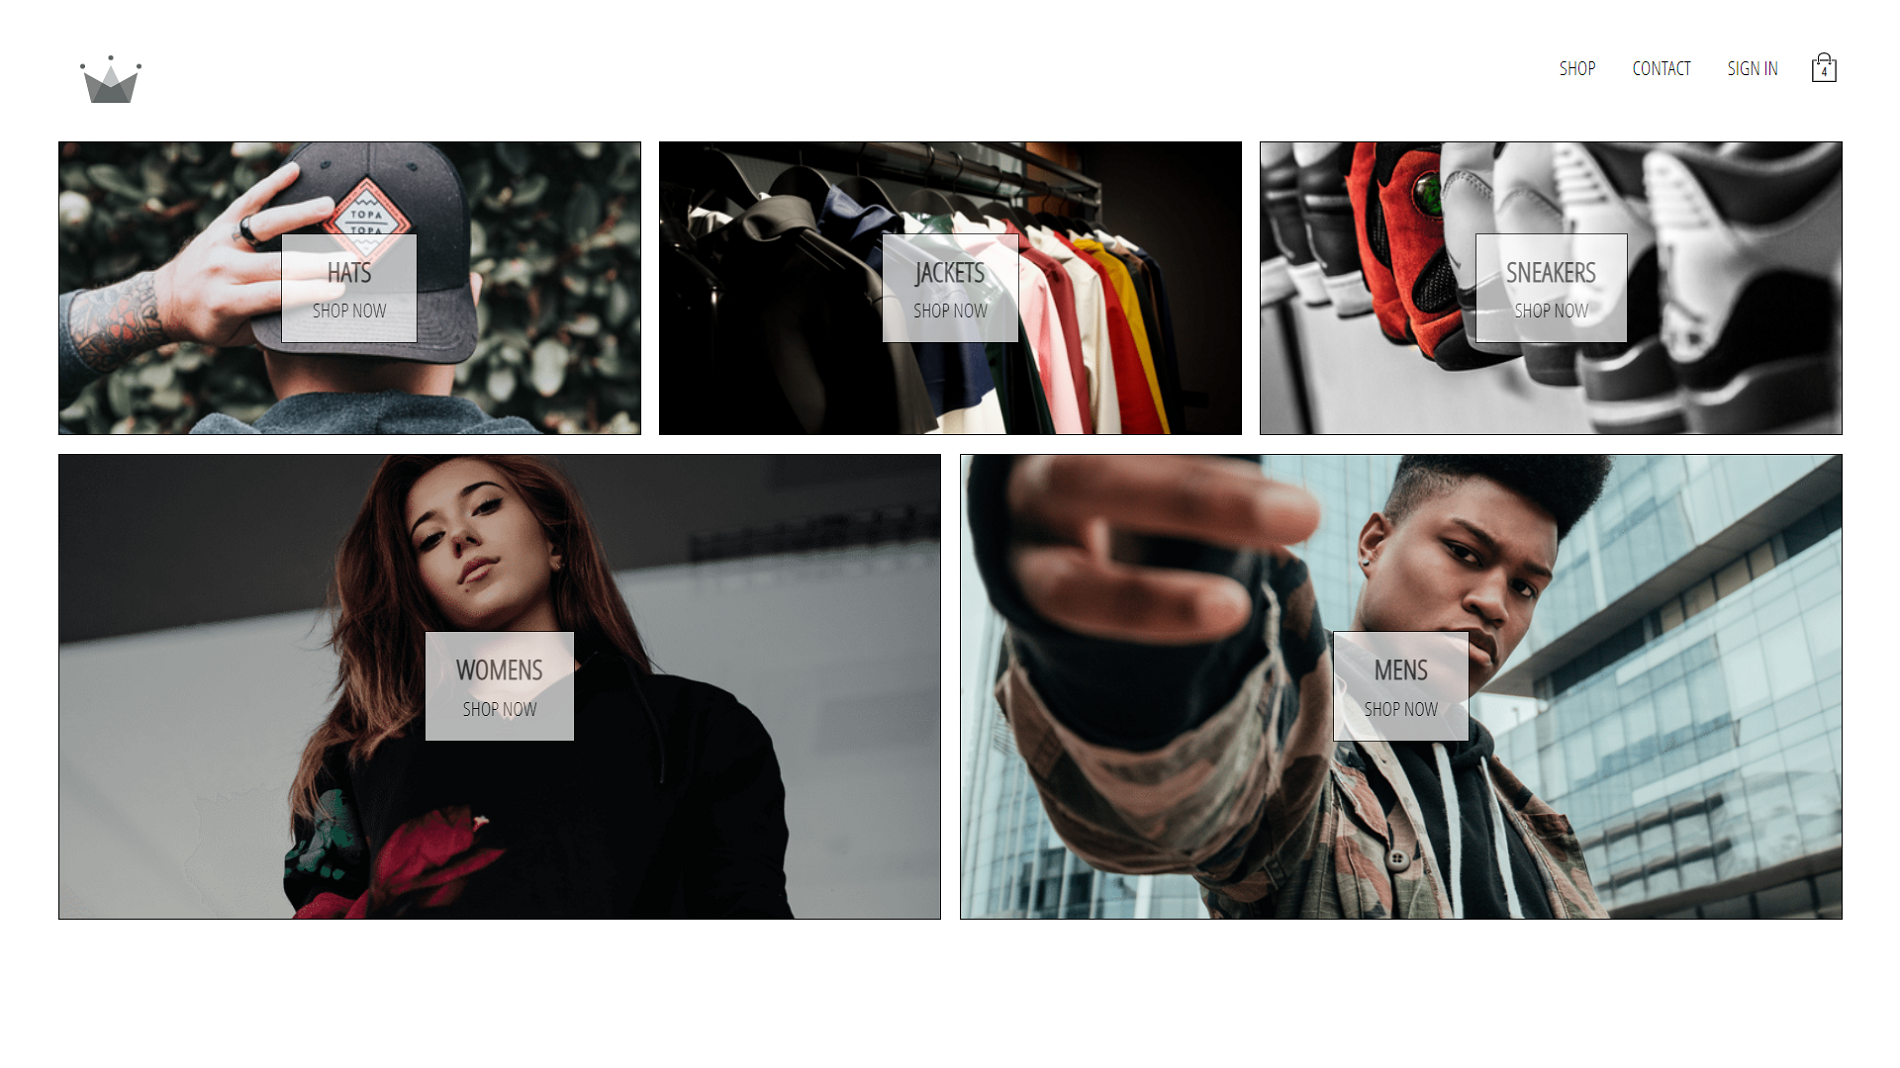 SHOP CONTACT SIGN IN 4
TOPA
TOPA
HATS
SHOP NOW
JACKETS
SHOP NOW
SNEAKERS
SHOP NOW
WOMENS
SHOP NOW
MENS
SHOP NOW